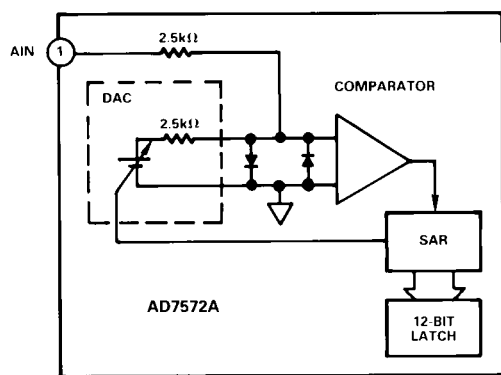 2.5kΩ
AIN
1
COMPARATOR
DAC
2.5kΩ
SAR
AD7572A
12-BIT
LATCH